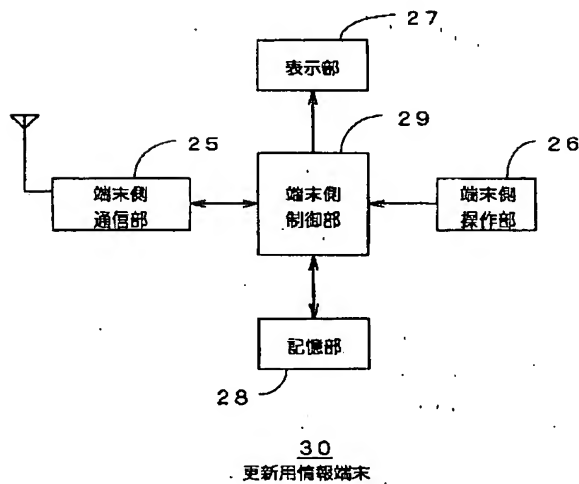 ２７
表示部
２９
２５
２６
端末側
通信部
端末側
制御部
端末側
操作部
記憶部
２８
３０
更新用情報端末